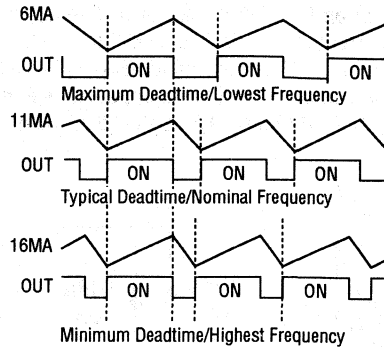 6MA
OUT ON ON ON
Maximum Deadtime/Lowest Frequency
11MA
OUT ON ON ON
Typical Deadtime/Nominal Frequency
16MA
OUT ON ON ON
Minimum Deadtime/Highest Frequency